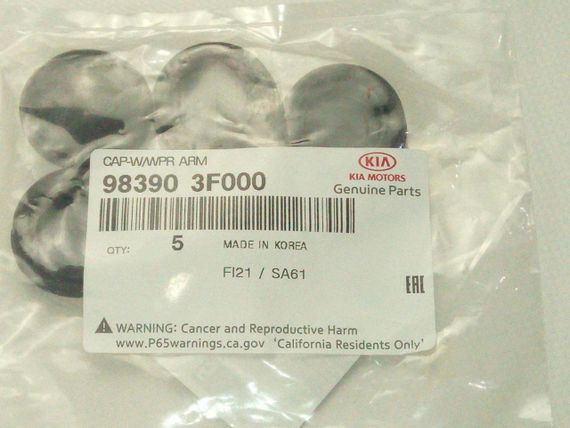 CAP-W/WPR ARM
98390 3F000
KIA
KIA MOTORS
Genuine Parts
QTY: 5 MADE IN KOREA
FI21 / SA61
EAC
WARNING: Cancer and Reproductive Harm
www.P65warnings.ca.gov 'California Residents Only'